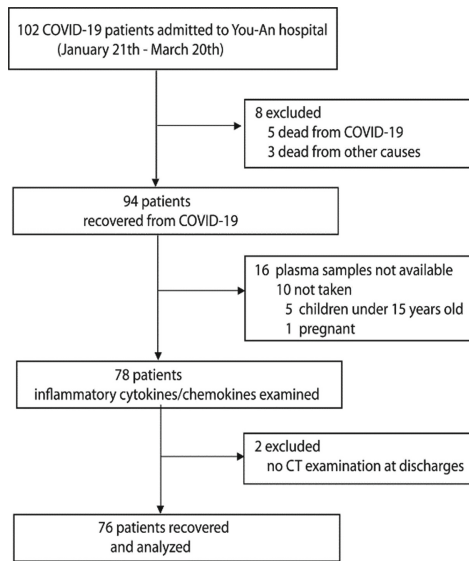 102 COVID-19 patients admitted to You-An hospital
(January 21th - March 20th)
8 excluded
5 dead from COVID-19
3 dead from other causes
94 patients
recovered from COVID-19
16 plasma samples not available
10 not taken
5 children under 15 years old
1 pregnant
78 patients
inflammatory cytokines/chemokines examined
2 excluded
no CT examination at discharges
76 patients recovered
and analyzed